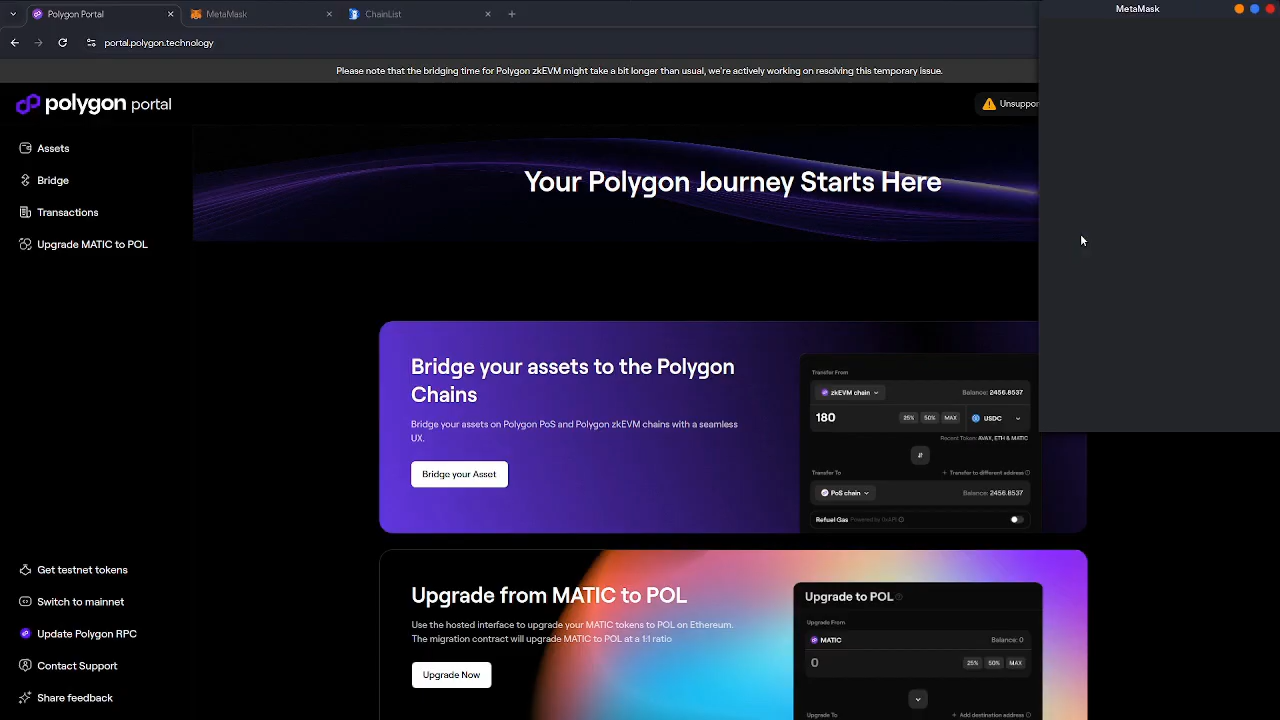 Polygon Portal
MetaMask
ChainList
MetaMask
portal.polygon.technology
Please note that the bridging time for Polygon zkEVM might take a bit longer than usual, we're actively working on resolving this temporary issue.
polygon portal
Unsuppor
Assets
Bridge
Transactions
Upgrade MATIC to POL
Your Polygon Journey Starts Here
Bridge your assets to the Polygon
Chains
Bridge your assets on Polygon PoS and Polygon zkEVM chains with a seamless
UX.
Bridge your Asset
Transfer From
zkEVM chain
Balance: 2456.8537
180
25%
50%
MAX
USDC
Recent Token: AVAX, ETH & MATIC
Transfer To
+ Transfer to different address
PoS chain
Balance: 2456.8537
Refuel Gas
Upgrade from MATIC to POL
Use the hosted interface to upgrade your MATIC tokens to POL on Ethereum.
The migration contract will upgrade MATIC to POL at a 1:1 ratio
Upgrade Now
Upgrade to POL
Upgrade From
MATIC
Balance: 0
0
25%
50%
MAX
Upgrade To
+ Add destination address
Get testnet tokens
Switch to mainnet
Update Polygon RPC
Contact Support
Share feedback